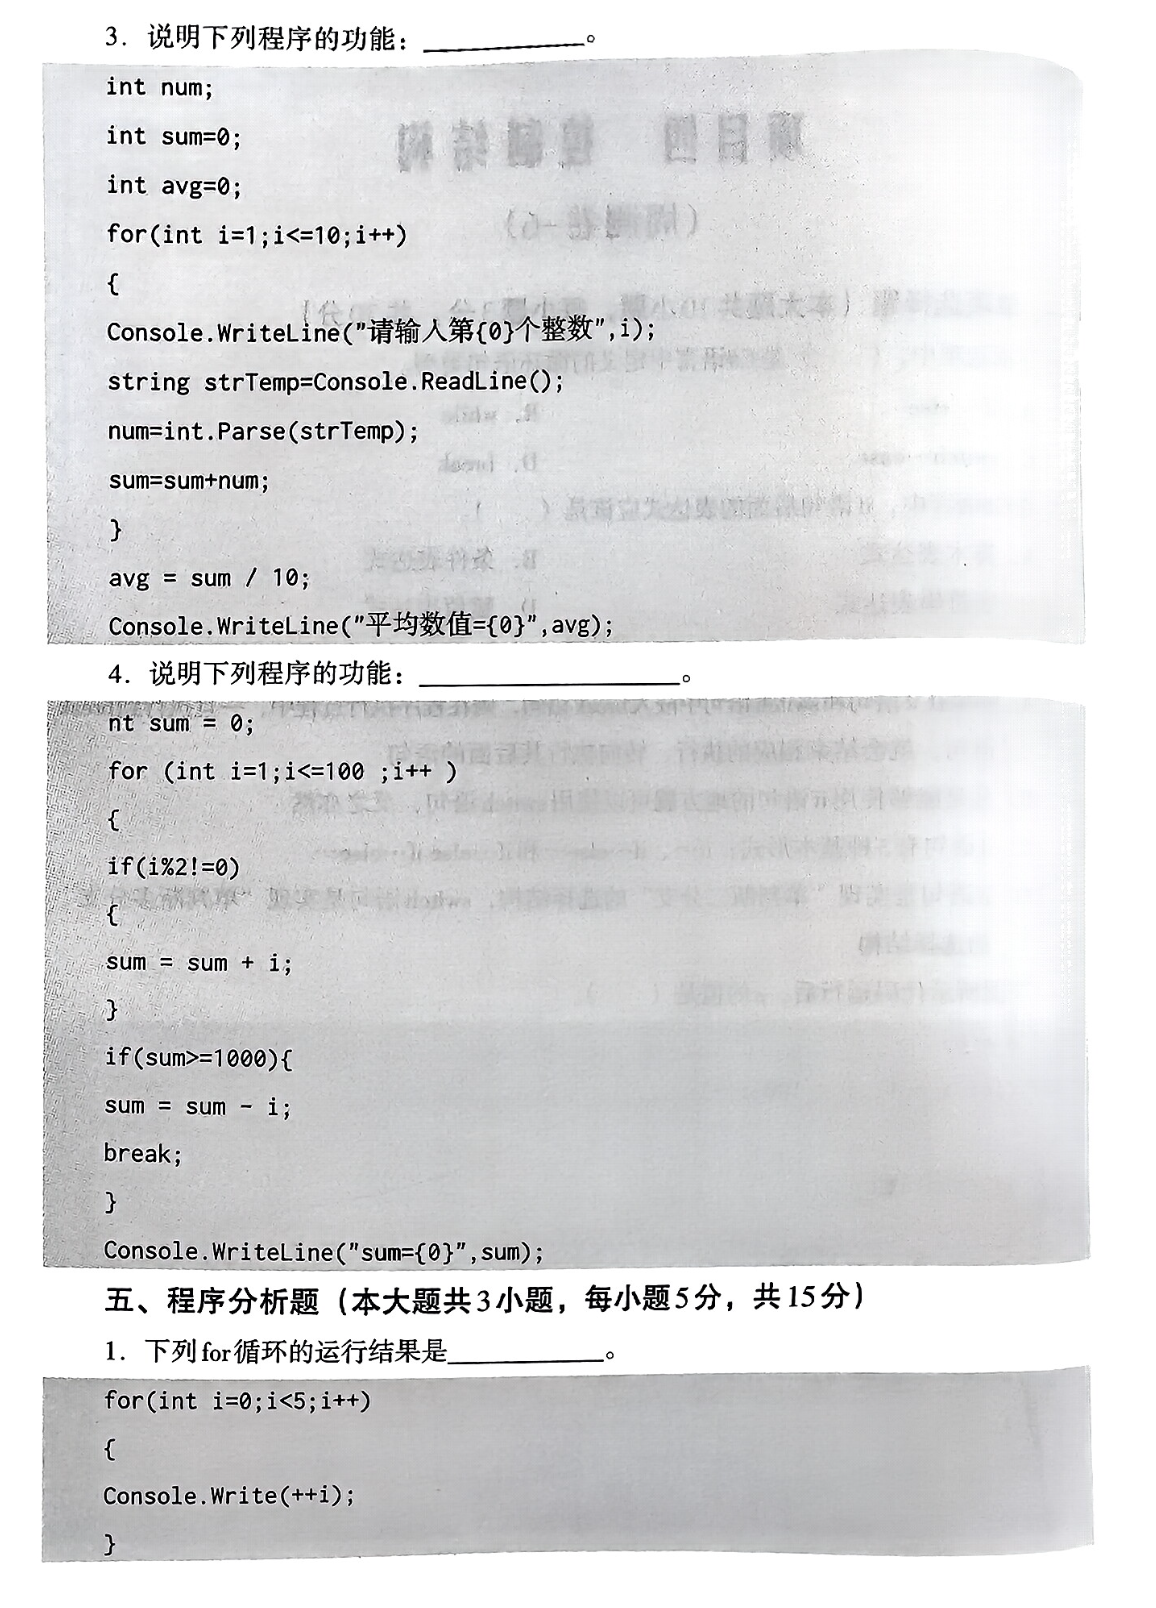 3. 说明下列程序的功能：____________。
int num;
int sum=0;
int avg=0;
for(int i=1;i<=10;i++)
{
Console.WriteLine("请输入第{0}个整数",i);
string strTemp=Console.ReadLine();
num=int.Parse(strTemp);
sum=sum+num;
}
avg = sum / 10;
Console.WriteLine("平均数值={0}",avg);
4. 说明下列程序的功能：____________________。
nt sum = 0;
for (int i=1;i<=100 ;i++ )
{
if(i%2!=0)
{
sum = sum + i;
}
if(sum>=1000){
sum = sum - i;
break;
}
Console.WriteLine("sum={0}",sum);
五、程序分析题（本大题共3小题，每小题5分，共15分）
1. 下列for循环的运行结果是____________。
for(int i=0;i<5;i++)
{
Console.Write(++i);
}